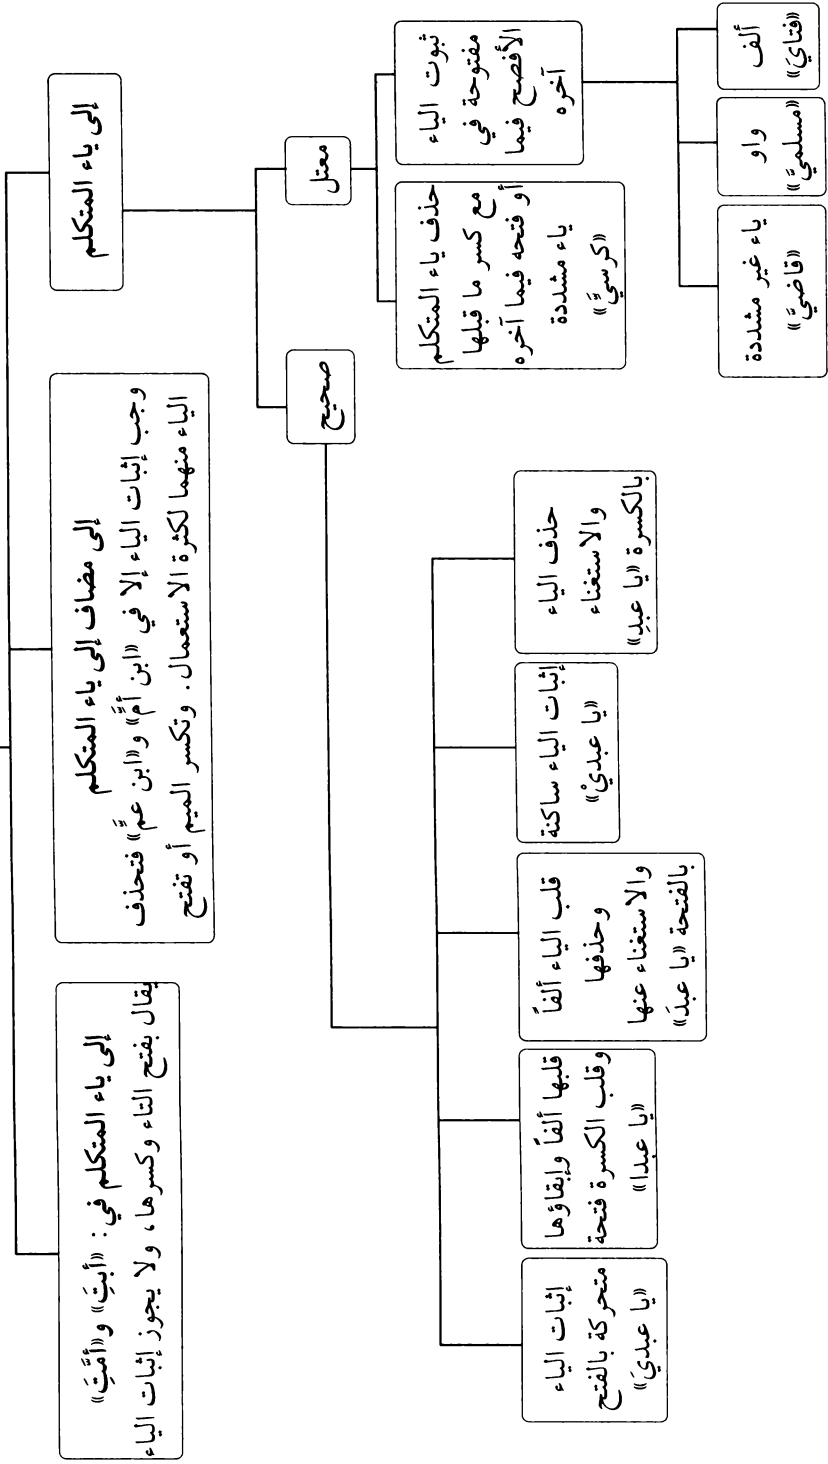 إلى ياء المتكلم
إلى مضاف إلى ياء المتكلم
وجب إثبات الياء إلا في «ابن أمَّ» و«ابن عمَّ» فتحذف
الياء منهما لكثرة الاستعمال. وتكسر الميم أو تفتح
إلى ياء المتكلم في: «أبتِ» و«أمَّتِ»
يقال بفتح التاء وكسرها، ولا يجوز إثبات الياء
معتل
صحيح
ثبوت الياء
مفتوحة في
الأفصح فيما
آخره
حذف ياء المتكلم
مع كسر ما قبلها
أو فتحه فيما آخره
ياء مشددة
«كرسيَّ»
ألف
«فتايَ»
واو
«مسلميَّ»
ياء غير مشددة
«قاضيَّ»
حذف الياء
والاستغناء
بالكسرة «يا عبدِ»
إثبات الياء ساكنة
«يا عبديْ»
قلب الياء ألفاً
وحذفها
والاستغناء عنها
بالفتحة «يا عبدَ»
قلبها ألفاً وإبقاؤها
وقلب الكسرة فتحة
«يا عبدا»
إثبات الياء
متحركة بالفتح
«يا عبديَ»